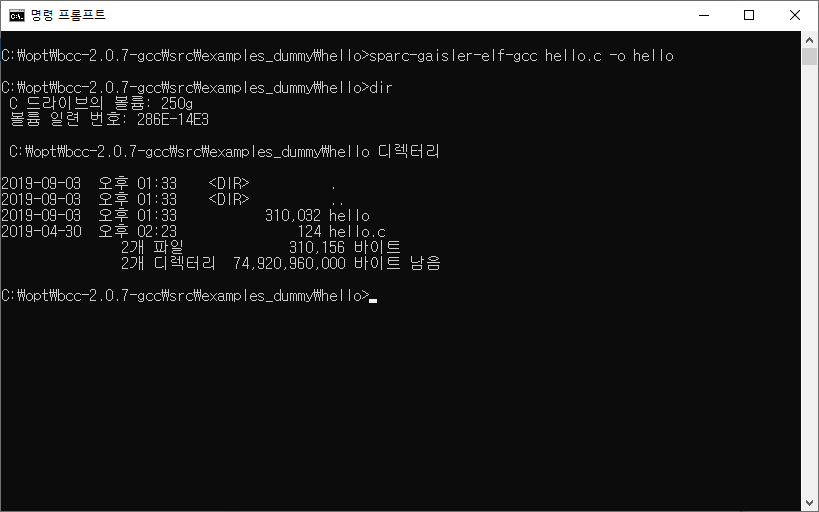 명령 프롬프트
C:₩opt₩bcc-2.0.7-gcc₩src₩examples_dummy₩hello>sparc-gaisler-elf-gcc hello.c -o hello
C:₩opt₩bcc-2.0.7-gcc₩src₩examples_dummy₩hello>dir
C 드라이브의 볼륨: 250g
볼륨 일련 번호: 286E-14E3
C:₩opt₩bcc-2.0.7-gcc₩src₩examples_dummy₩hello 디렉터리
2019-09-03 오후 01:33 <DIR> .
2019-09-03 오후 01:33 <DIR> ..
2019-09-03 오후 01:33 310,032 hello
2019-04-30 오후 02:23 124 hello.c
2개 파일 310,156 바이트
2개 디렉터리 74,920,960,000 바이트 남음
C:₩opt₩bcc-2.0.7-gcc₩src₩examples_dummy₩hello>